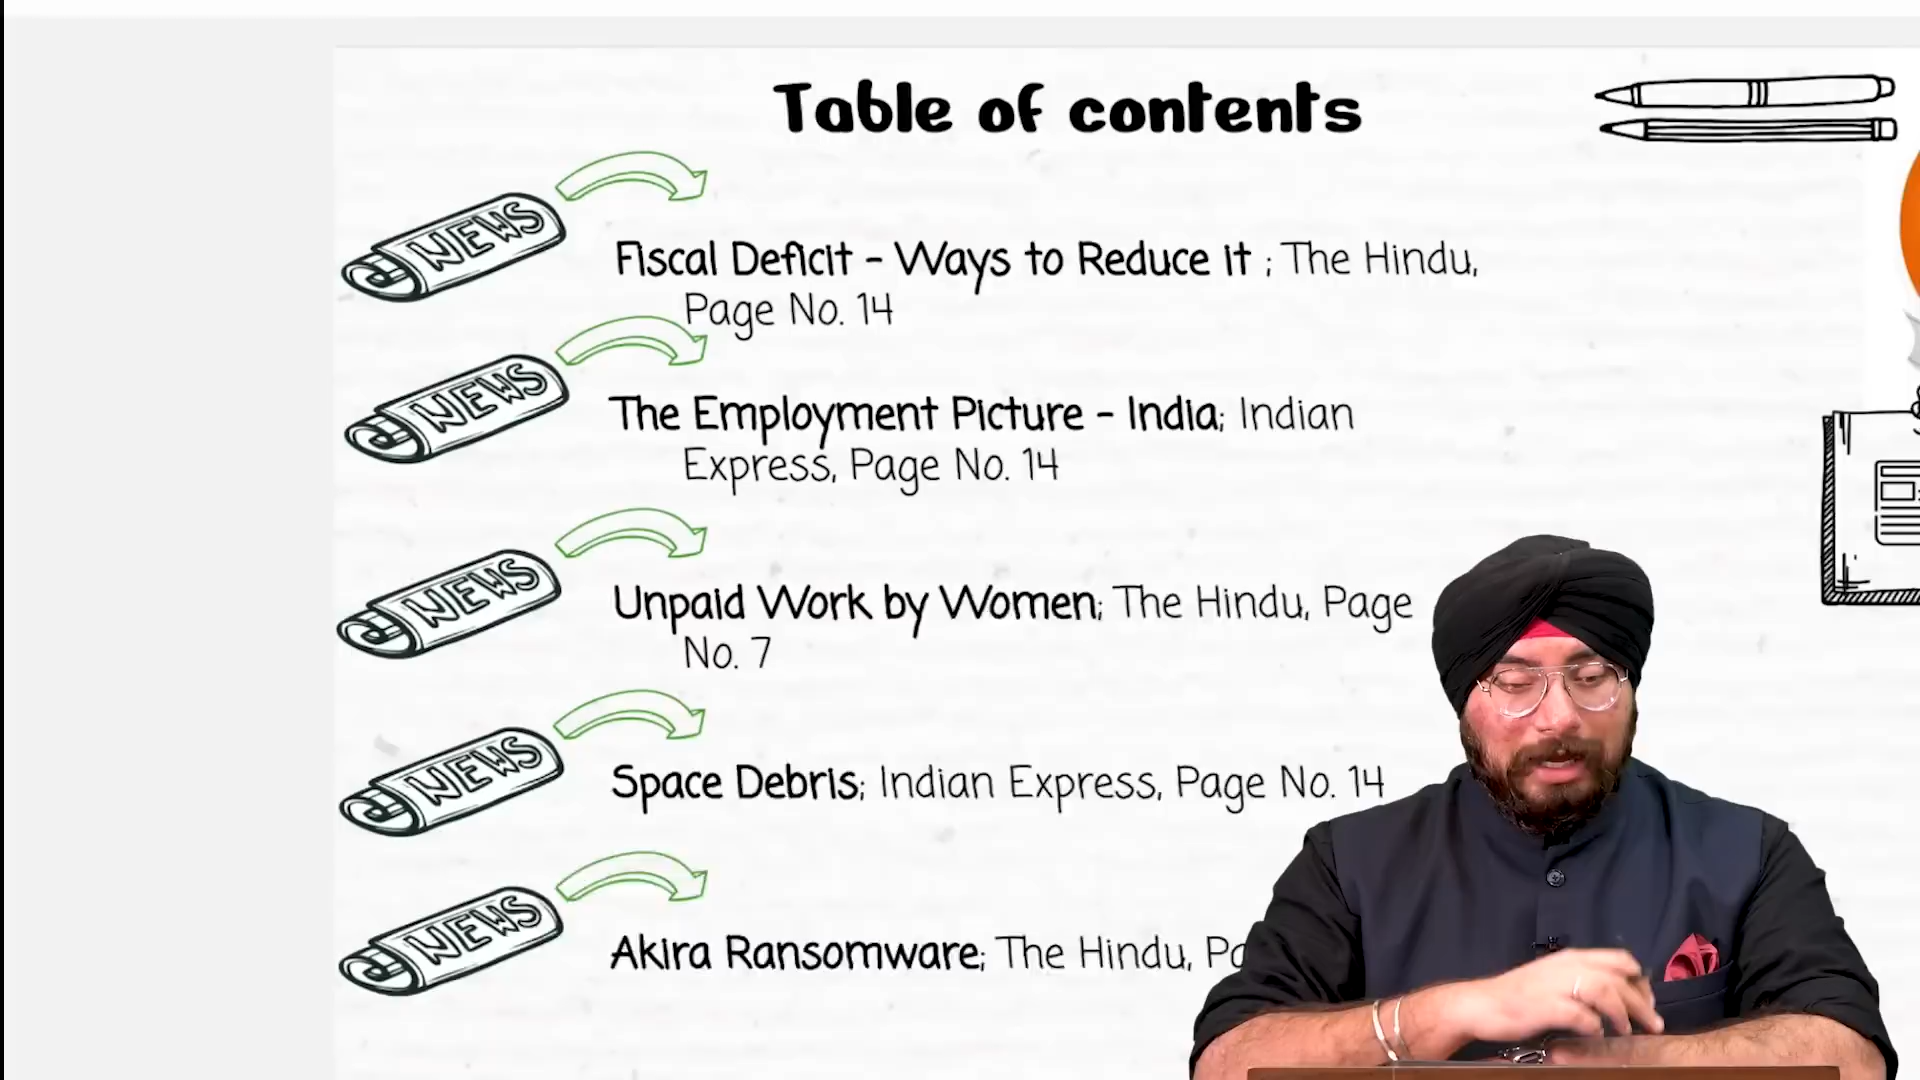 Table of contents
NEWS
Fiscal Deficit - Ways to Reduce it ; The Hindu,
Page No. 14
NEWS
The Employment Picture - India; Indian
Express, Page No. 14
NEWS
Unpaid Work by Women; The Hindu, Page
No. 7
NEWS
Space Debris; Indian Express, Page No. 14
NEWS
Akira Ransomware; The Hindu,